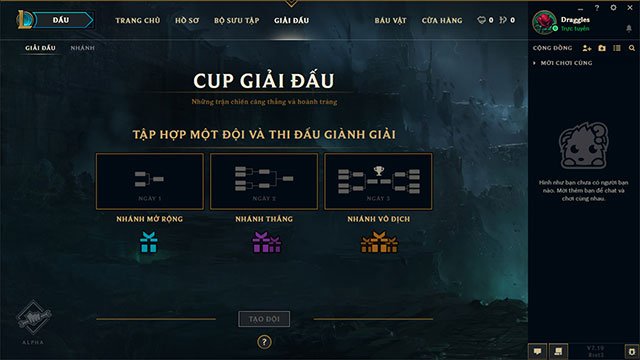 ĐẤU
TRANG CHỦ
HỒ SƠ
BỘ SƯU TẬP
GIẢI ĐẤU
BÁU VẬT
CỬA HÀNG
0
0
Draggles
Trực tuyến
GIẢI ĐẤU
NHÁNH
CỘNG ĐỒNG
MỜI CHƠI CÙNG
CUP GIẢI ĐẤU
Những trận chiến căng thẳng và hoành tráng
TẬP HỢP MỘT ĐỘI VÀ THI ĐẤU GIÀNH GIẢI
NGÀY 1
NGÀY 2
NGÀY 3
NHÁNH MỞ RỘNG
NHÁNH THẮNG
NHÁNH VÔ ĐỊCH
Hình như bạn chưa có người bạn
nào. Mời thêm bạn để chat và
chơi cùng nhau.
TẠO ĐỘI
?
ALPHA
V7.19